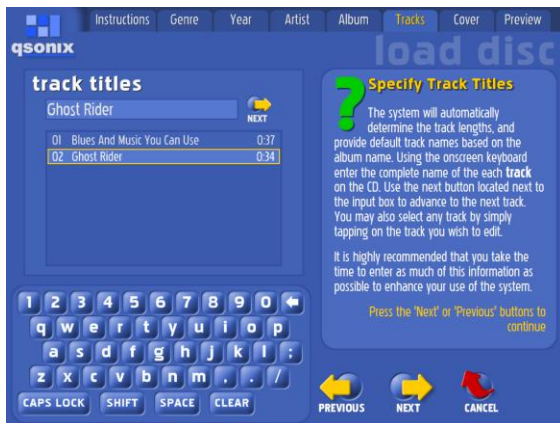 Instructions Genre Year Artist Album Tracks Cover Preview
qsonix
load disc
track titles
Ghost Rider
NEXT
01 Blues And Music You Can Use 0:37
02 Ghost Rider 0:34
? Specify Track Titles
The system will automatically
determine the track lengths, and
provide default track names based on the
album name. Using the onscreen keyboard
enter the complete name of the each track
on the CD. Use the next button located next to
the input box to advance to the next track.
You may also select any track by simply
tapping on the track you wish to edit.
It is highly recommended that you take the
time to enter as much of this information as
possible to enhance your use of the system.
Press the 'Next' or 'Previous' buttons to
continue
1 2 3 4 5 6 7 8 9 0
q w e r t y u i o p
a s d f g h j k l ;
z x c v b n m , . /
CAPS LOCK SHIFT SPACE CLEAR
PREVIOUS NEXT CANCEL